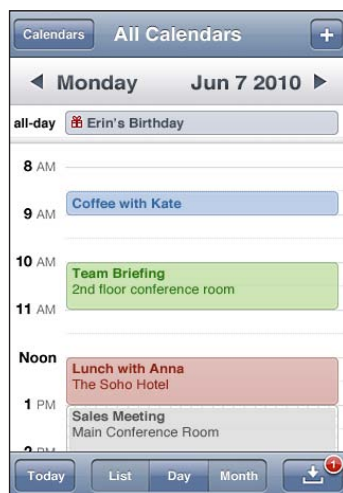 Calendars
All Calendars
+
Monday Jun 7 2010
all-day Erin's Birthday
8 AM
Coffee with Kate
9 AM
10 AM
Team Briefing
2nd floor conference room
11 AM
Noon
Lunch with Anna
The Soho Hotel
1 PM
Sales Meeting
Main Conference Room
2 PM
Today List Day Month
1